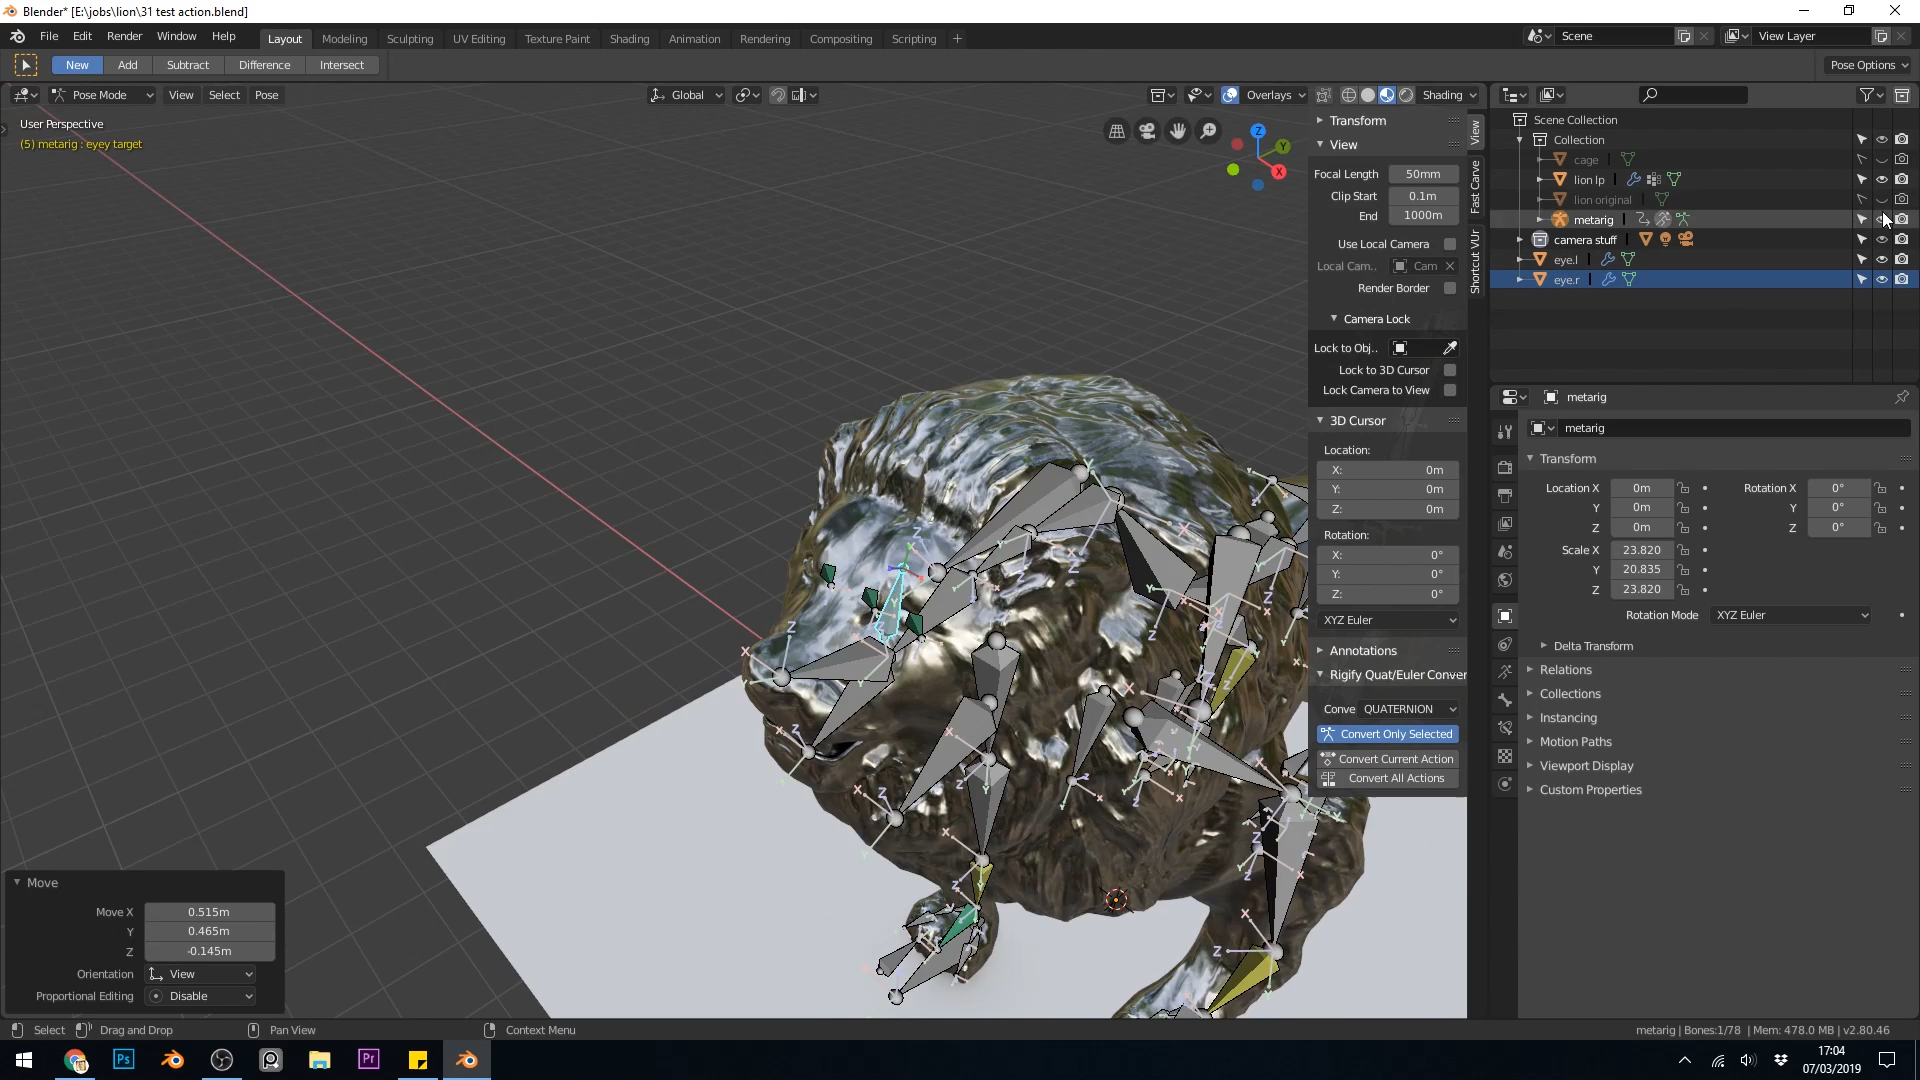 Blender* [E:\jobs\lion\31 test action.blend]
File Edit Render Window Help
Layout Modeling Sculpting UV Editing Texture Paint Shading Animation Rendering Compositing Scripting +
Scene
View Layer
New Add Subtract Difference Intersect
Pose Options
Pose Mode View Select Pose
Global
Overlays
Shading
User Perspective
(5) metarig : eyey target
Transform
View
Focal Length 50mm
Clip Start 0.1m
End 1000m
Use Local Camera
Local Cam.. Cam
Render Border
Camera Lock
Lock to Obj..
Lock to 3D Cursor
Lock Camera to View
3D Cursor
Location:
X: 0m
Y: 0m
Z: 0m
Rotation:
X: 0°
Y: 0°
Z: 0°
XYZ Euler
Annotations
Rigify Quat/Euler Conver
Conve QUATERNION
Convert Only Selected
Convert Current Action
Convert All Actions
View
Fast Carve
Shortcut VUr
Scene Collection
Collection
cage
lion lp
lion original
metarig
camera stuff
eye.l
eye.r
metarig
metarig
Transform
Location X 0m Rotation X 0°
Y 0m Y 0°
Z 0m Z 0°
Scale X 23.820
Y 20.835
Z 23.820
Rotation Mode XYZ Euler
Delta Transform
Relations
Collections
Instancing
Motion Paths
Viewport Display
Custom Properties
Move
Move X 0.515m
Y 0.465m
Z -0.145m
Orientation View
Proportional Editing Disable
Select Drag and Drop Pan View Context Menu
metarig | Bones:1/78 | Mem: 478.0 MB | v2.80.46
17:04
07/03/2019